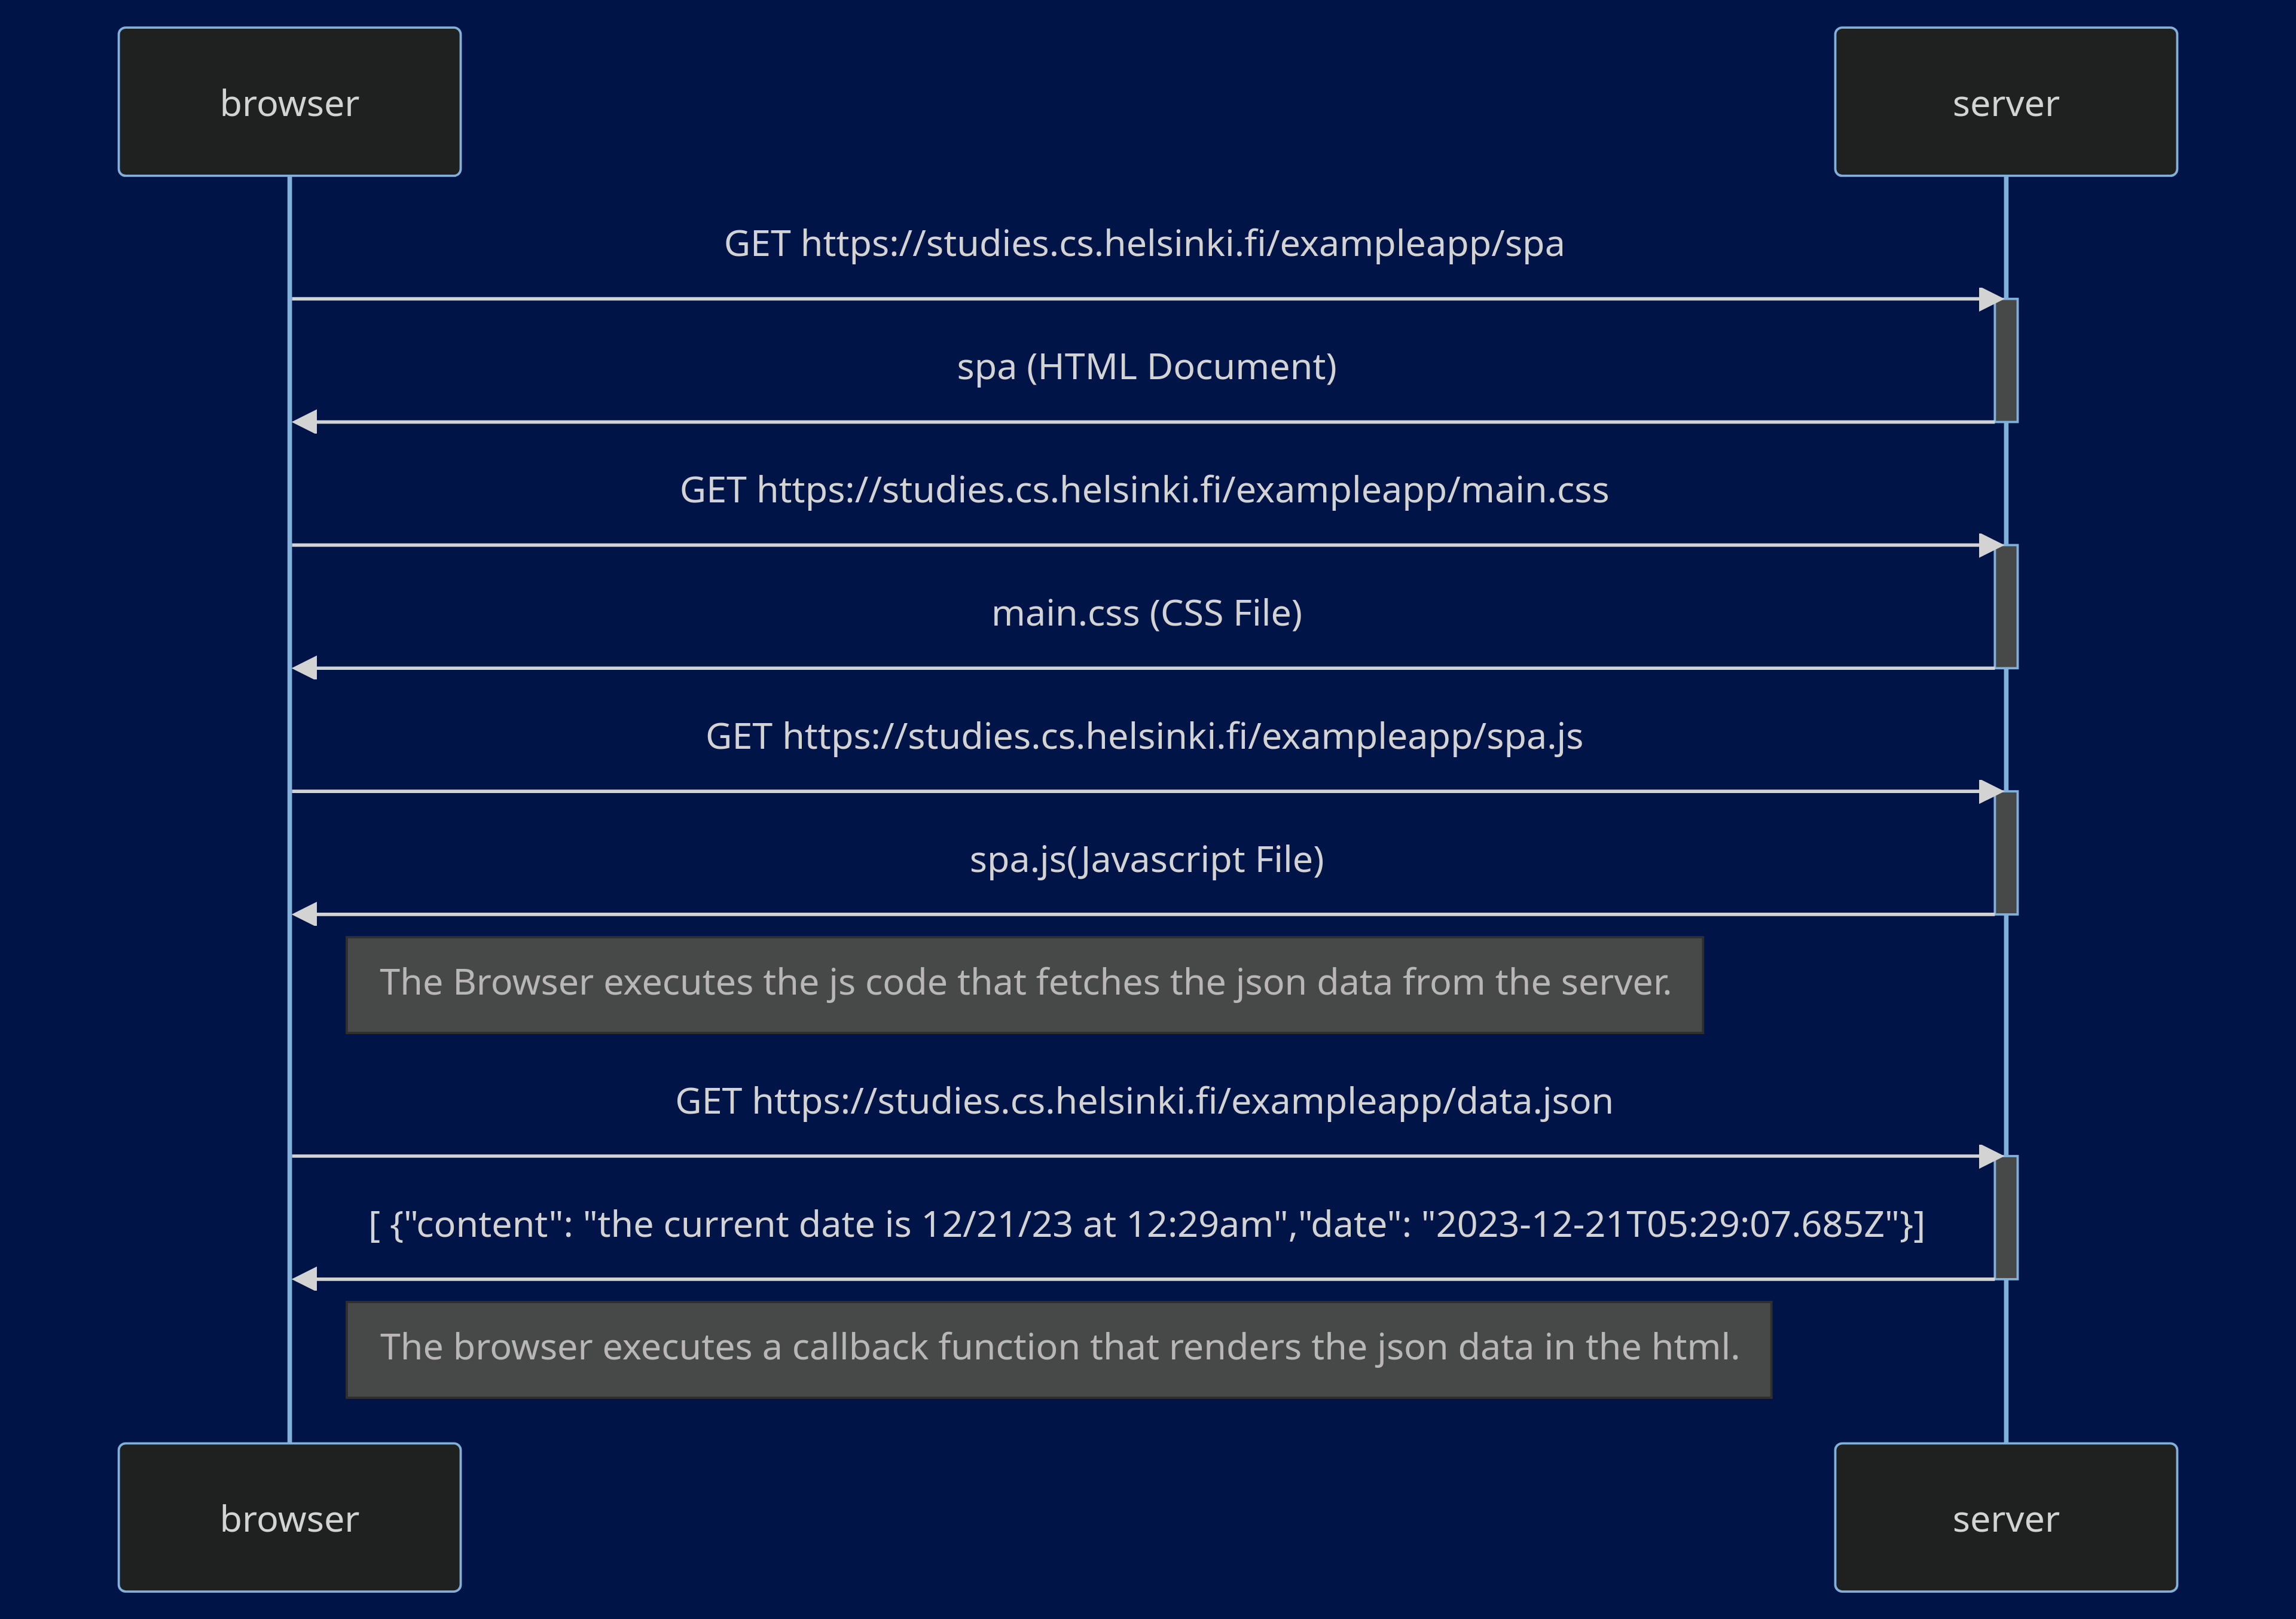 browser
server
GET https://studies.cs.helsinki.fi/exampleapp/spa
spa (HTML Document)
GET https://studies.cs.helsinki.fi/exampleapp/main.css
main.css (CSS File)
GET https://studies.cs.helsinki.fi/exampleapp/spa.js
spa.js(Javascript File)
The Browser executes the js code that fetches the json data from the server.
GET https://studies.cs.helsinki.fi/exampleapp/data.json
[ {"content": "the current date is 12/21/23 at 12:29am","date": "2023-12-21T05:29:07.685Z"}]
The browser executes a callback function that renders the json data in the html.
browser
server